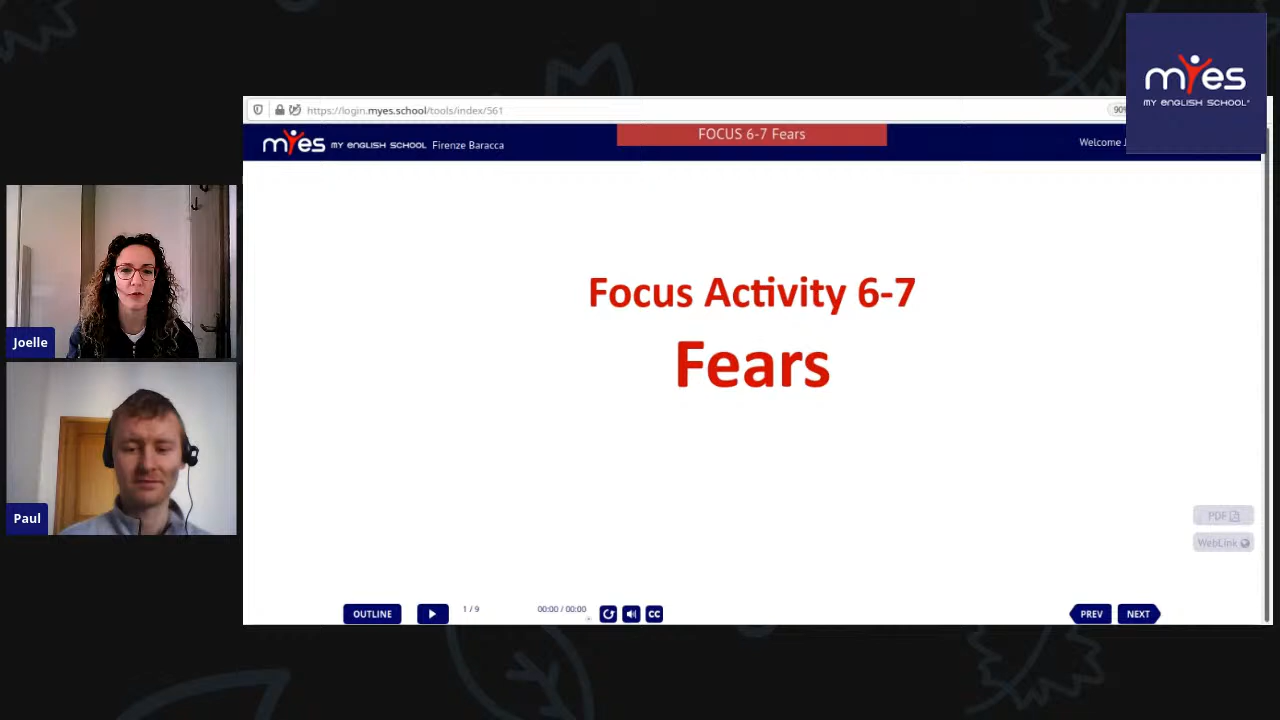 myes
MY ENGLISH SCHOOL
https://login.myes.school/tools/index/561
90%
myes MY ENGLISH SCHOOL Firenze Baracca
FOCUS 6-7 Fears
Welcome J
Focus Activity 6-7
Fears
Joelle
Paul
PDF
WebLink
OUTLINE
1 / 9
00:00 / 00:00
CC
PREV
NEXT